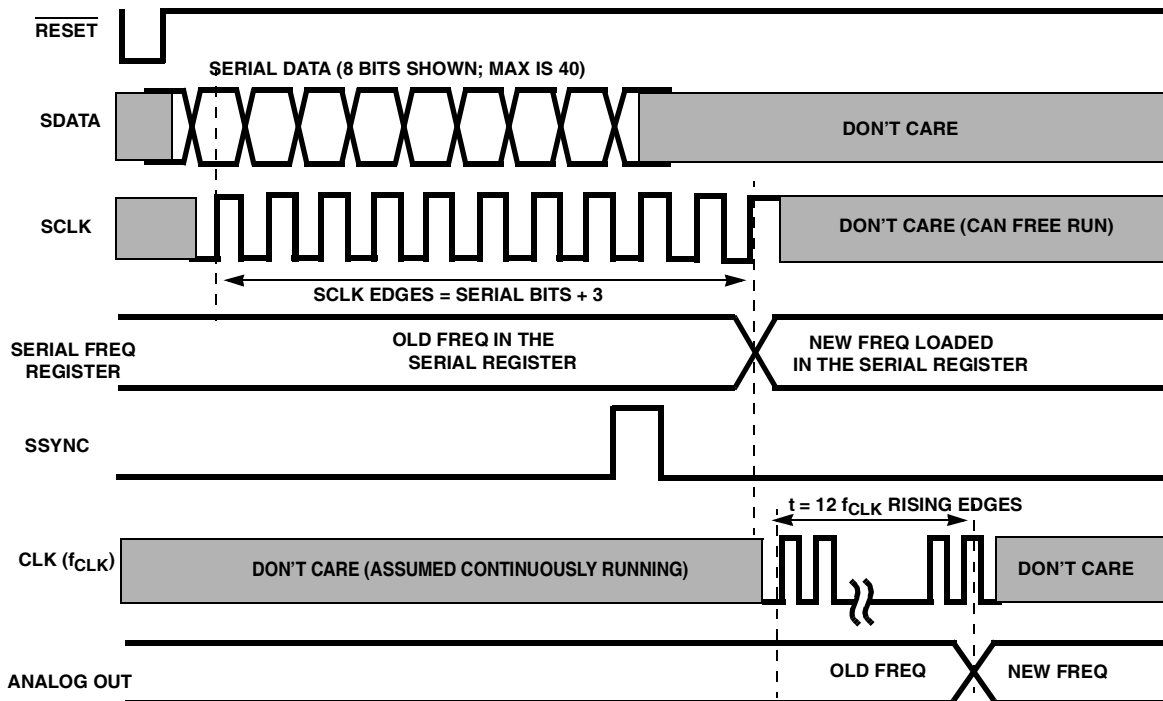 RESET
SERIAL DATA (8 BITS SHOWN; MAX IS 40)
SDATA
DON'T CARE
SCLK
DON'T CARE (CAN FREE RUN)
SCLK EDGES = SERIAL BITS + 3
SERIAL FREQ
REGISTER
OLD FREQ IN THE
SERIAL REGISTER
NEW FREQ LOADED
IN THE SERIAL REGISTER
SSYNC
t = 12 fCLK RISING EDGES
CLK (fCLK)
DON'T CARE (ASSUMED CONTINUOUSLY RUNNING)
DON'T CARE
ANALOG OUT
OLD FREQ
NEW FREQ